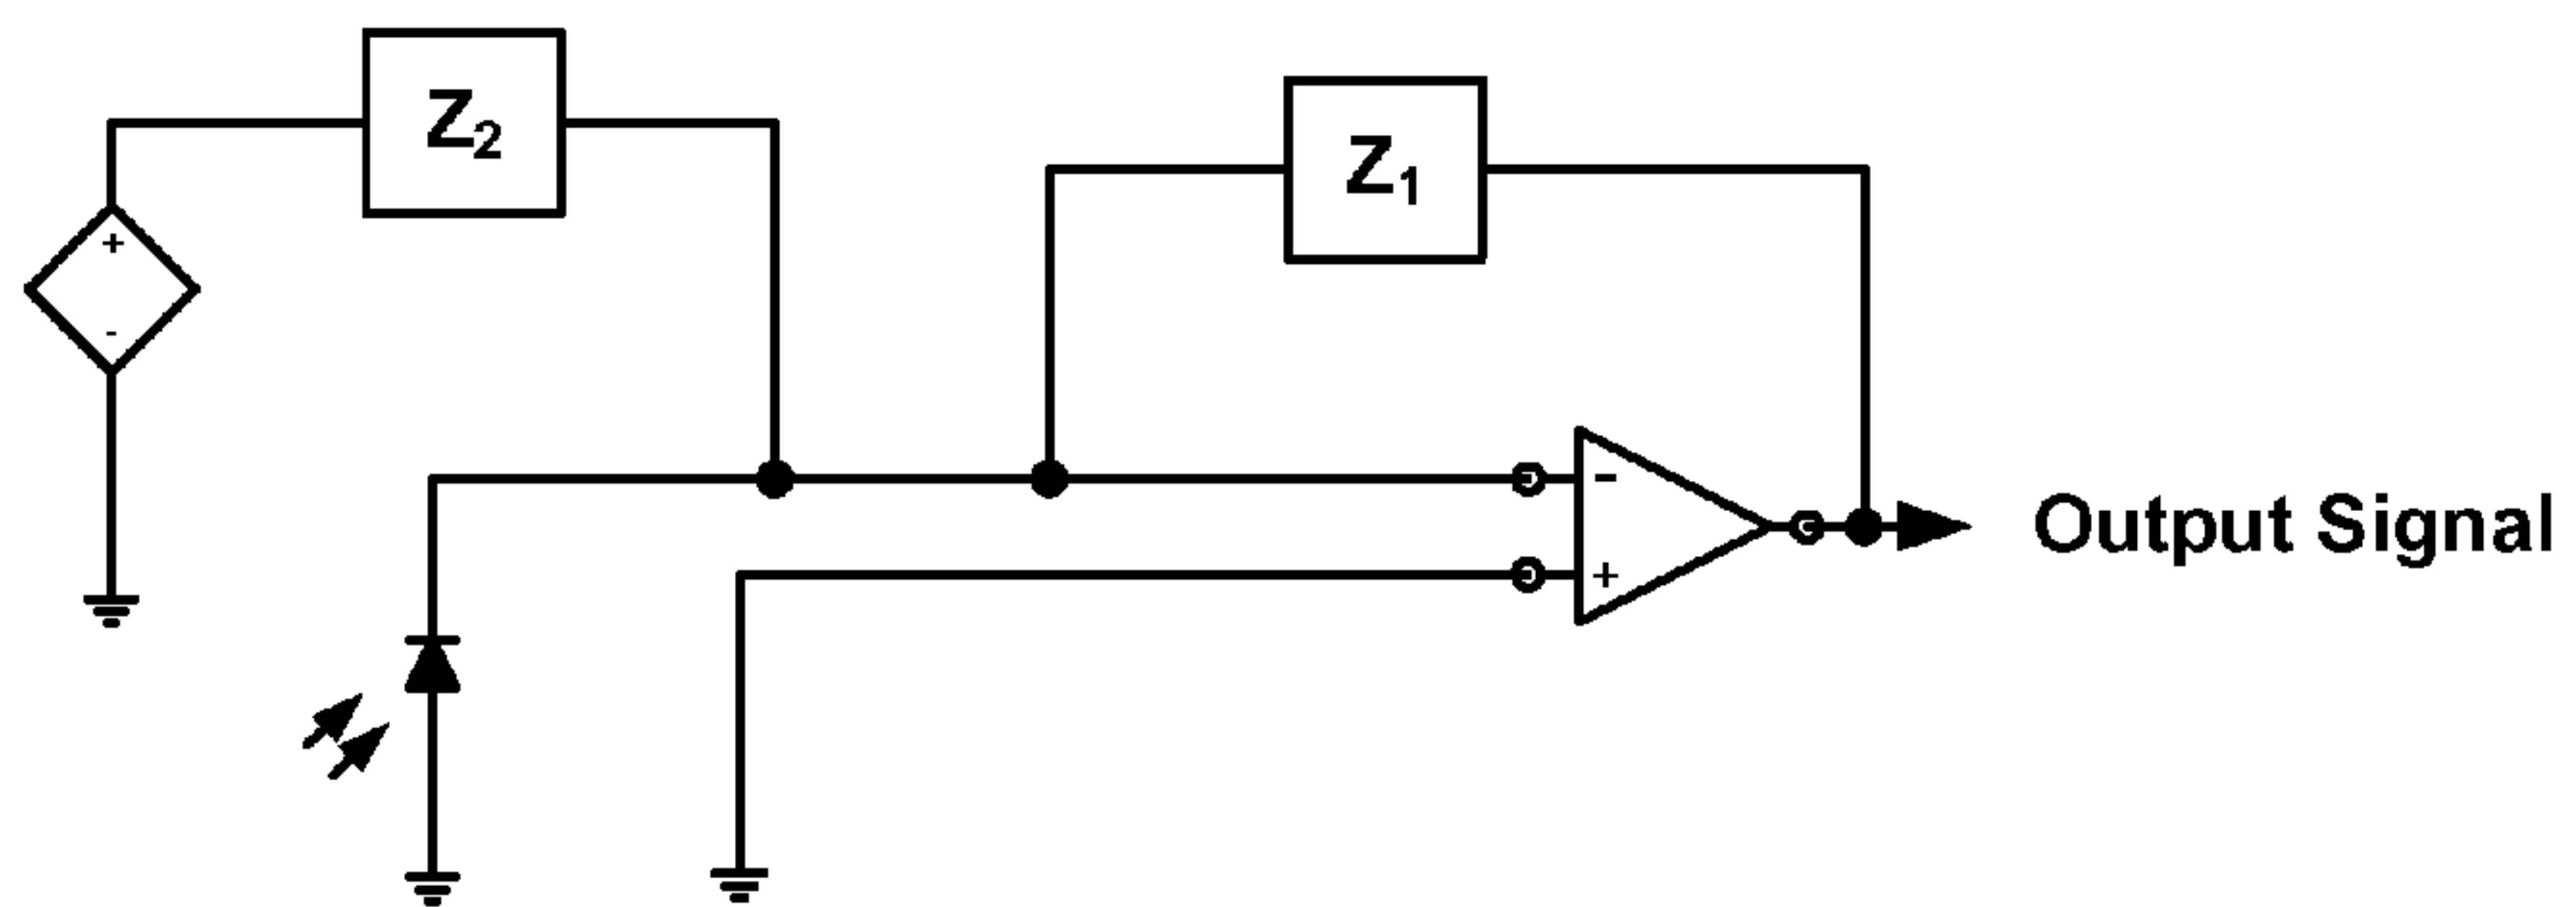 Z₂
Z₁
+
-
-
+
Output Signal